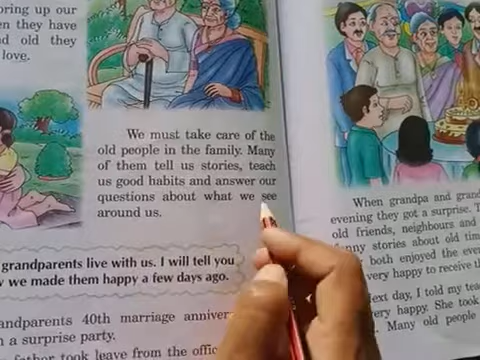 bring up our
n they have
d old they
love.
We must take care of the
old people in the family. Many
of them tell us stories, teach
us good habits and answer our
questions about what we see
around us.
grandparents live with us. I will tell you
we made them happy a few days ago.
andparents 40th marriage anniver
a surprise party.
father took leave from the offic
When grandpa and grand
evening they got a surprise.
old friends, neighbours and
funny stories about old tim
both enjoyed the eve
very happy to receive th
Next day, I told my tea
very happy. She took
Many old people